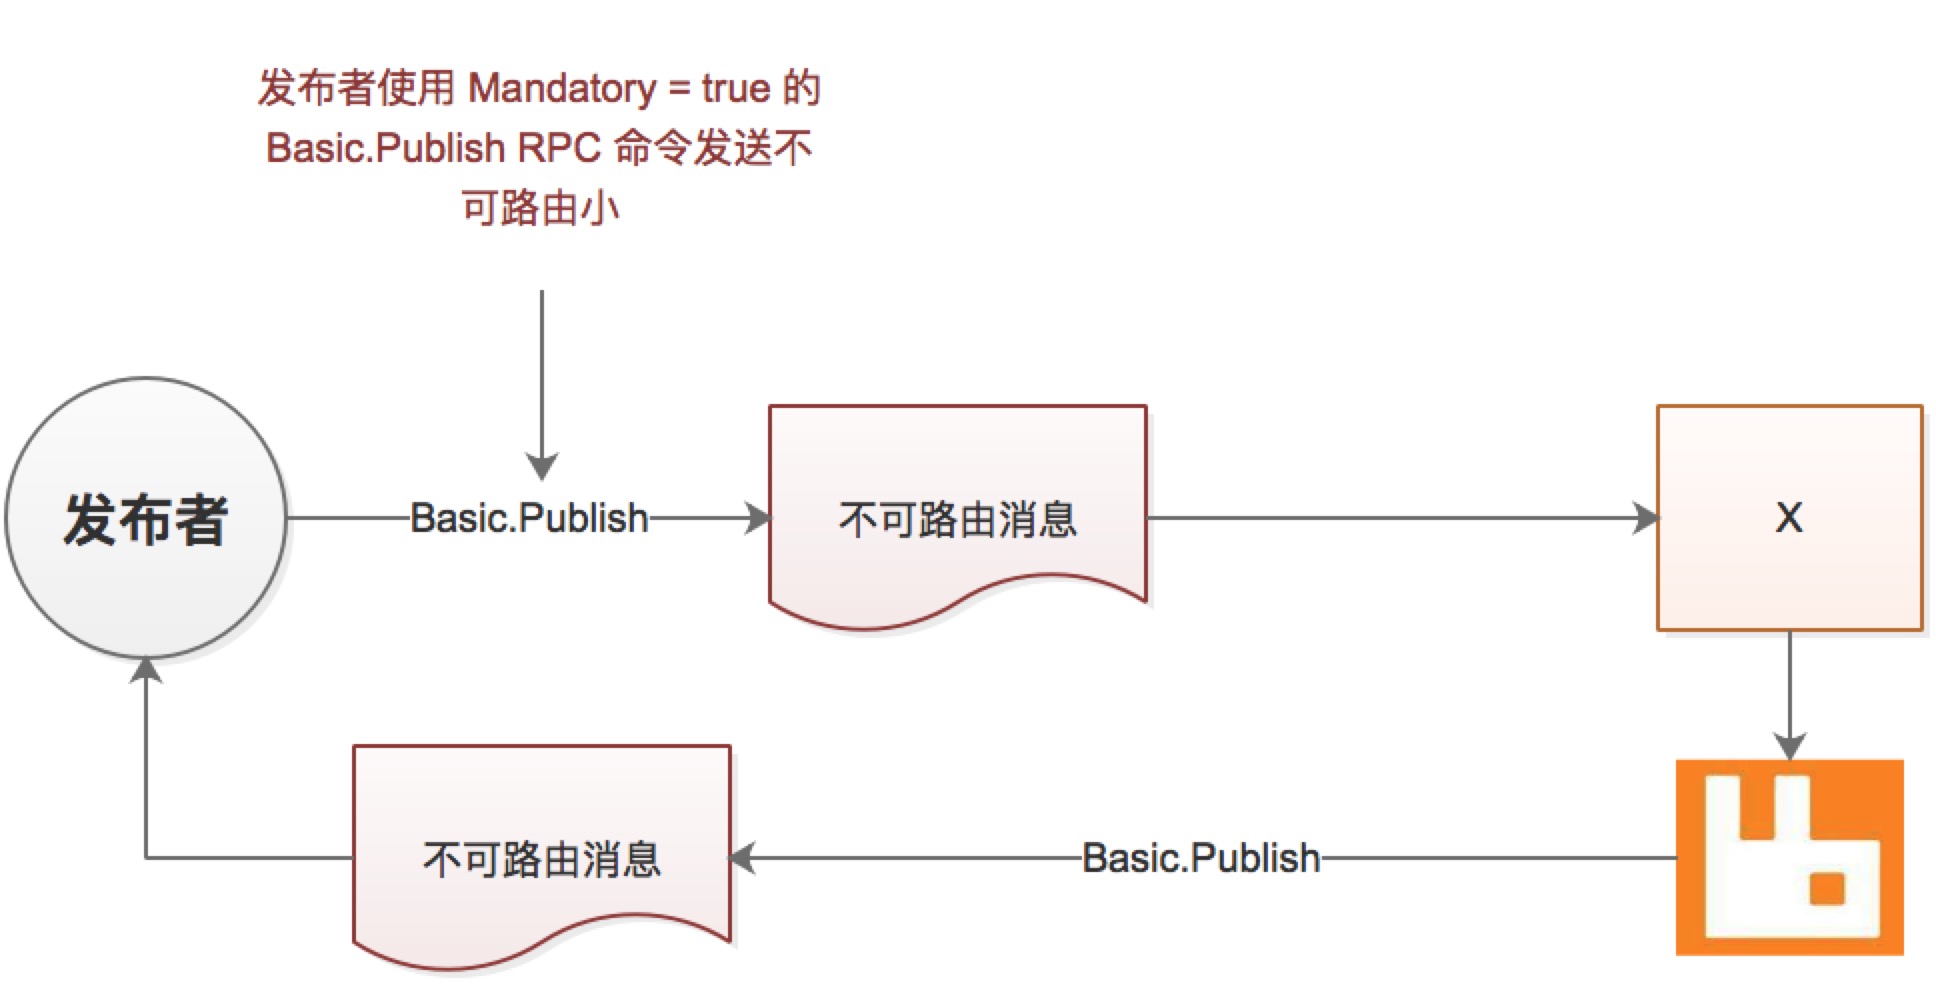 发布者使用 Mandatory = true 的
Basic.Publish RPC 命令发送不
可路由小
发布者
Basic.Publish
不可路由消息
X
不可路由消息
Basic.Publish